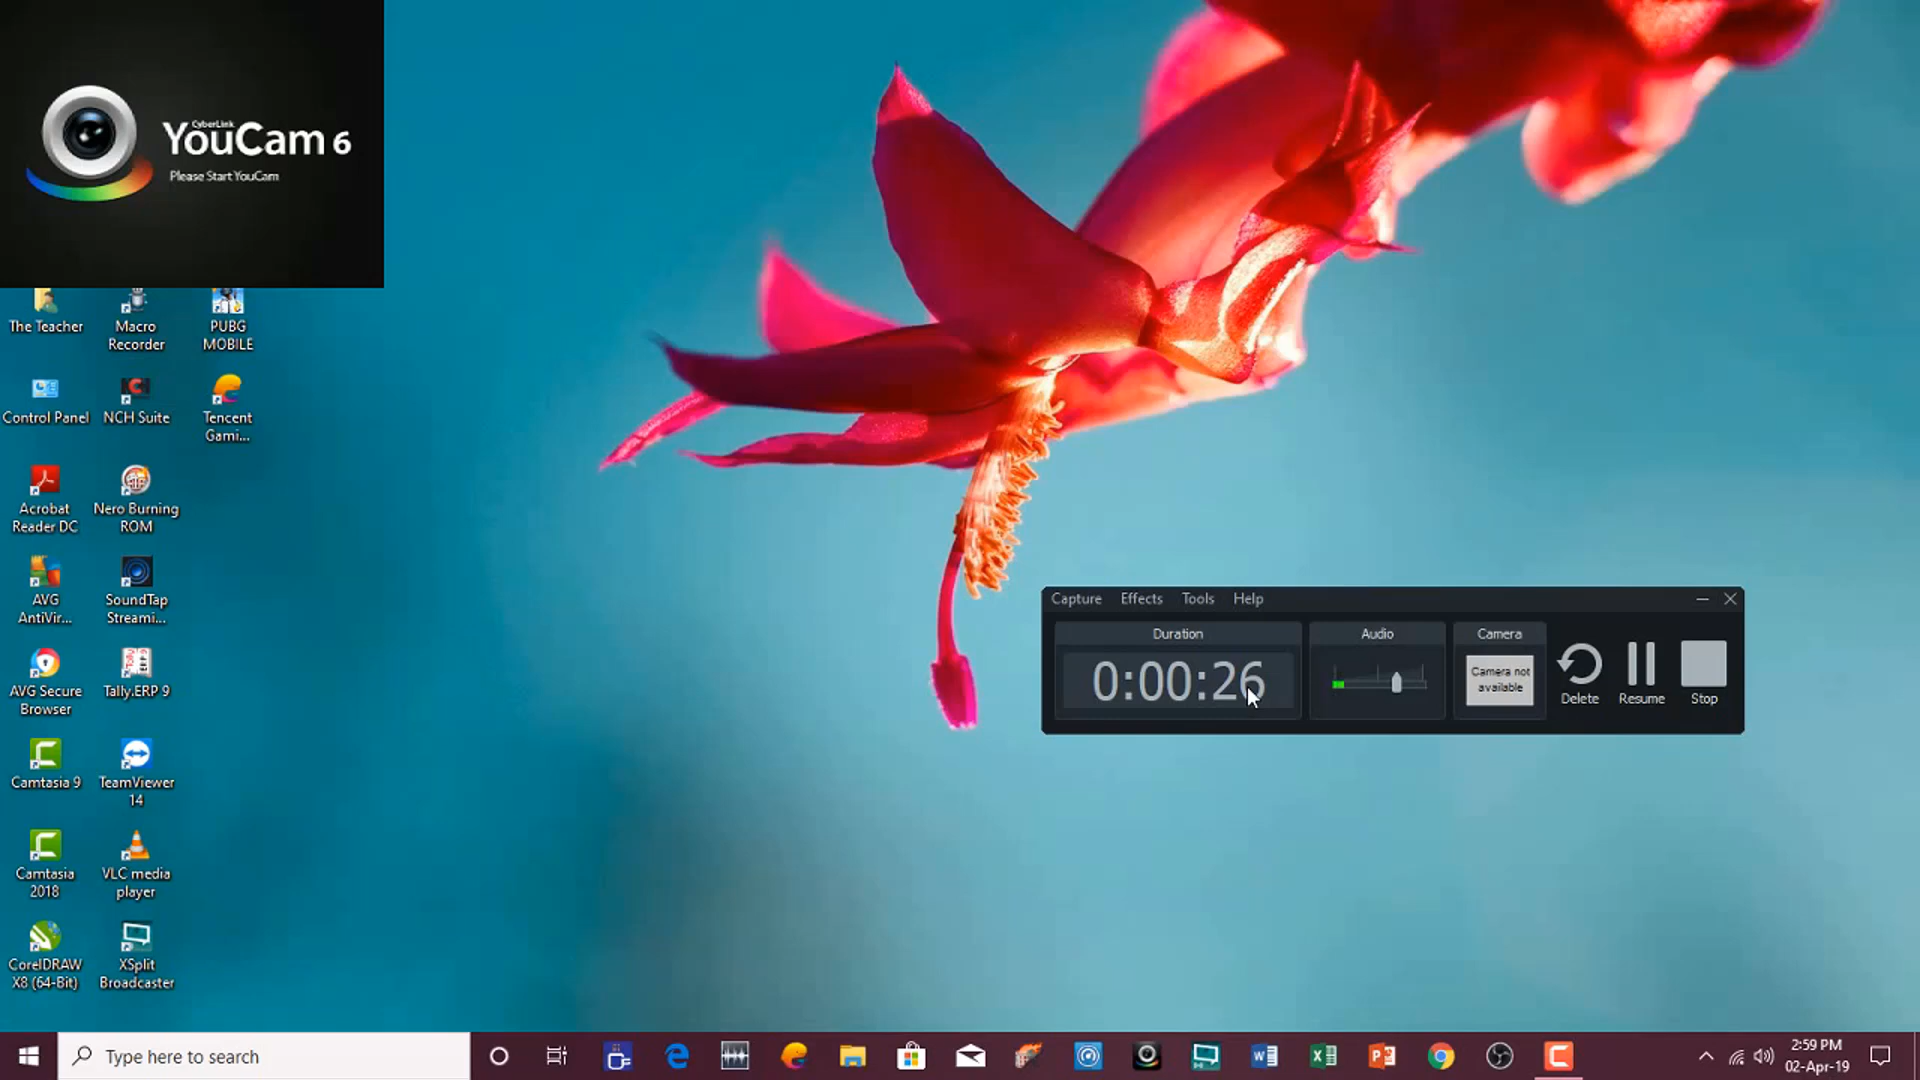 CyberLink
YouCam 6
Please Start YouCam
The Teacher
Macro
Recorder
PUBG
MOBILE
Control Panel
NCH Suite
Tencent
Gami...
Acrobat
Reader DC
Nero Burning
ROM
AVG
AntiVir...
SoundTap
Streami...
AVG Secure
Browser
Tally.ERP 9
Camtasia 9
TeamViewer
14
Camtasia
2018
VLC media
player
CorelDRAW
X8 (64-Bit)
XSplit
Broadcaster
Capture Effects Tools Help
Duration
0:00:26
Audio
Camera
Camera not
available
Delete
Resume
Stop
Type here to search
2:59 PM
02-Apr-19